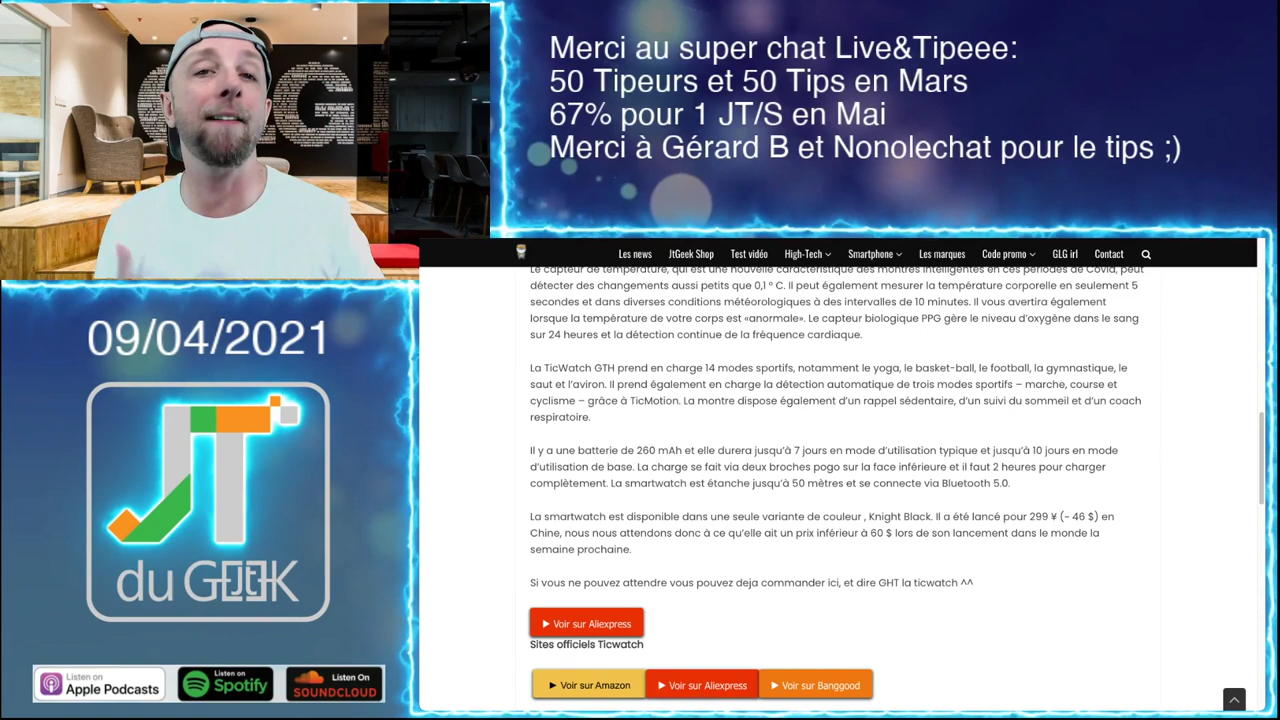 Merci au super chat Live&Tipeee:
50 Tipeurs et 50 Tips en Mars
67% pour 1 JT/S en Mai
Merci à Gérard B et Nonolechat pour le tips ;)
Les news JtGeek Shop Test vidéo High-Tech Smartphone Les marques Code promo GLG irl Contact
Le capteur de température, qui est une nouvelle caractéristique des montres intelligentes en ces périodes de Covid, peut
détecter des changements aussi petits que 0,1 ° C. Il peut également mesurer la température corporelle en seulement 5
secondes et dans diverses conditions météorologiques à des intervalles de 10 minutes. Il vous avertira également
lorsque la température de votre corps est «anormale». Le capteur biologique PPG gère le niveau d'oxygène dans le sang
sur 24 heures et la détection continue de la fréquence cardiaque.
La TicWatch GTH prend en charge 14 modes sportifs, notamment le yoga, le basket-ball, le football, la gymnastique, le
saut et l'aviron. Il prend également en charge la détection automatique de trois modes sportifs – marche, course et
cyclisme – grâce à TicMotion. La montre dispose également d'un rappel sédentaire, d'un suivi du sommeil et d'un coach
respiratoire.
Il y a une batterie de 260 mAh et elle durera jusqu'à 7 jours en mode d'utilisation typique et jusqu'à 10 jours en mode
d'utilisation de base. La charge se fait via deux broches pogo sur la face inférieure et il faut 2 heures pour charger
complètement. La smartwatch est étanche jusqu'à 50 mètres et se connecte via Bluetooth 5.0.
La smartwatch est disponible dans une seule variante de couleur , Knight Black. Il a été lancé pour 299 ¥ (~ 46 $) en
Chine, nous nous attendons donc à ce qu'elle ait un prix inférieur à 60 $ lors de son lancement dans le monde la
semaine prochaine.
Si vous ne pouvez attendre vous pouvez deja commander ici, et dire GHT la ticwatch ^^
Voir sur Aliexpress
Sites officiels Ticwatch
Voir sur Amazon Voir sur Aliexpress Voir sur Banggood
09/04/2021
JT
du GEEK
Listen on
Apple Podcasts
Listen on
Spotify
Listen On
SOUNDCLOUD